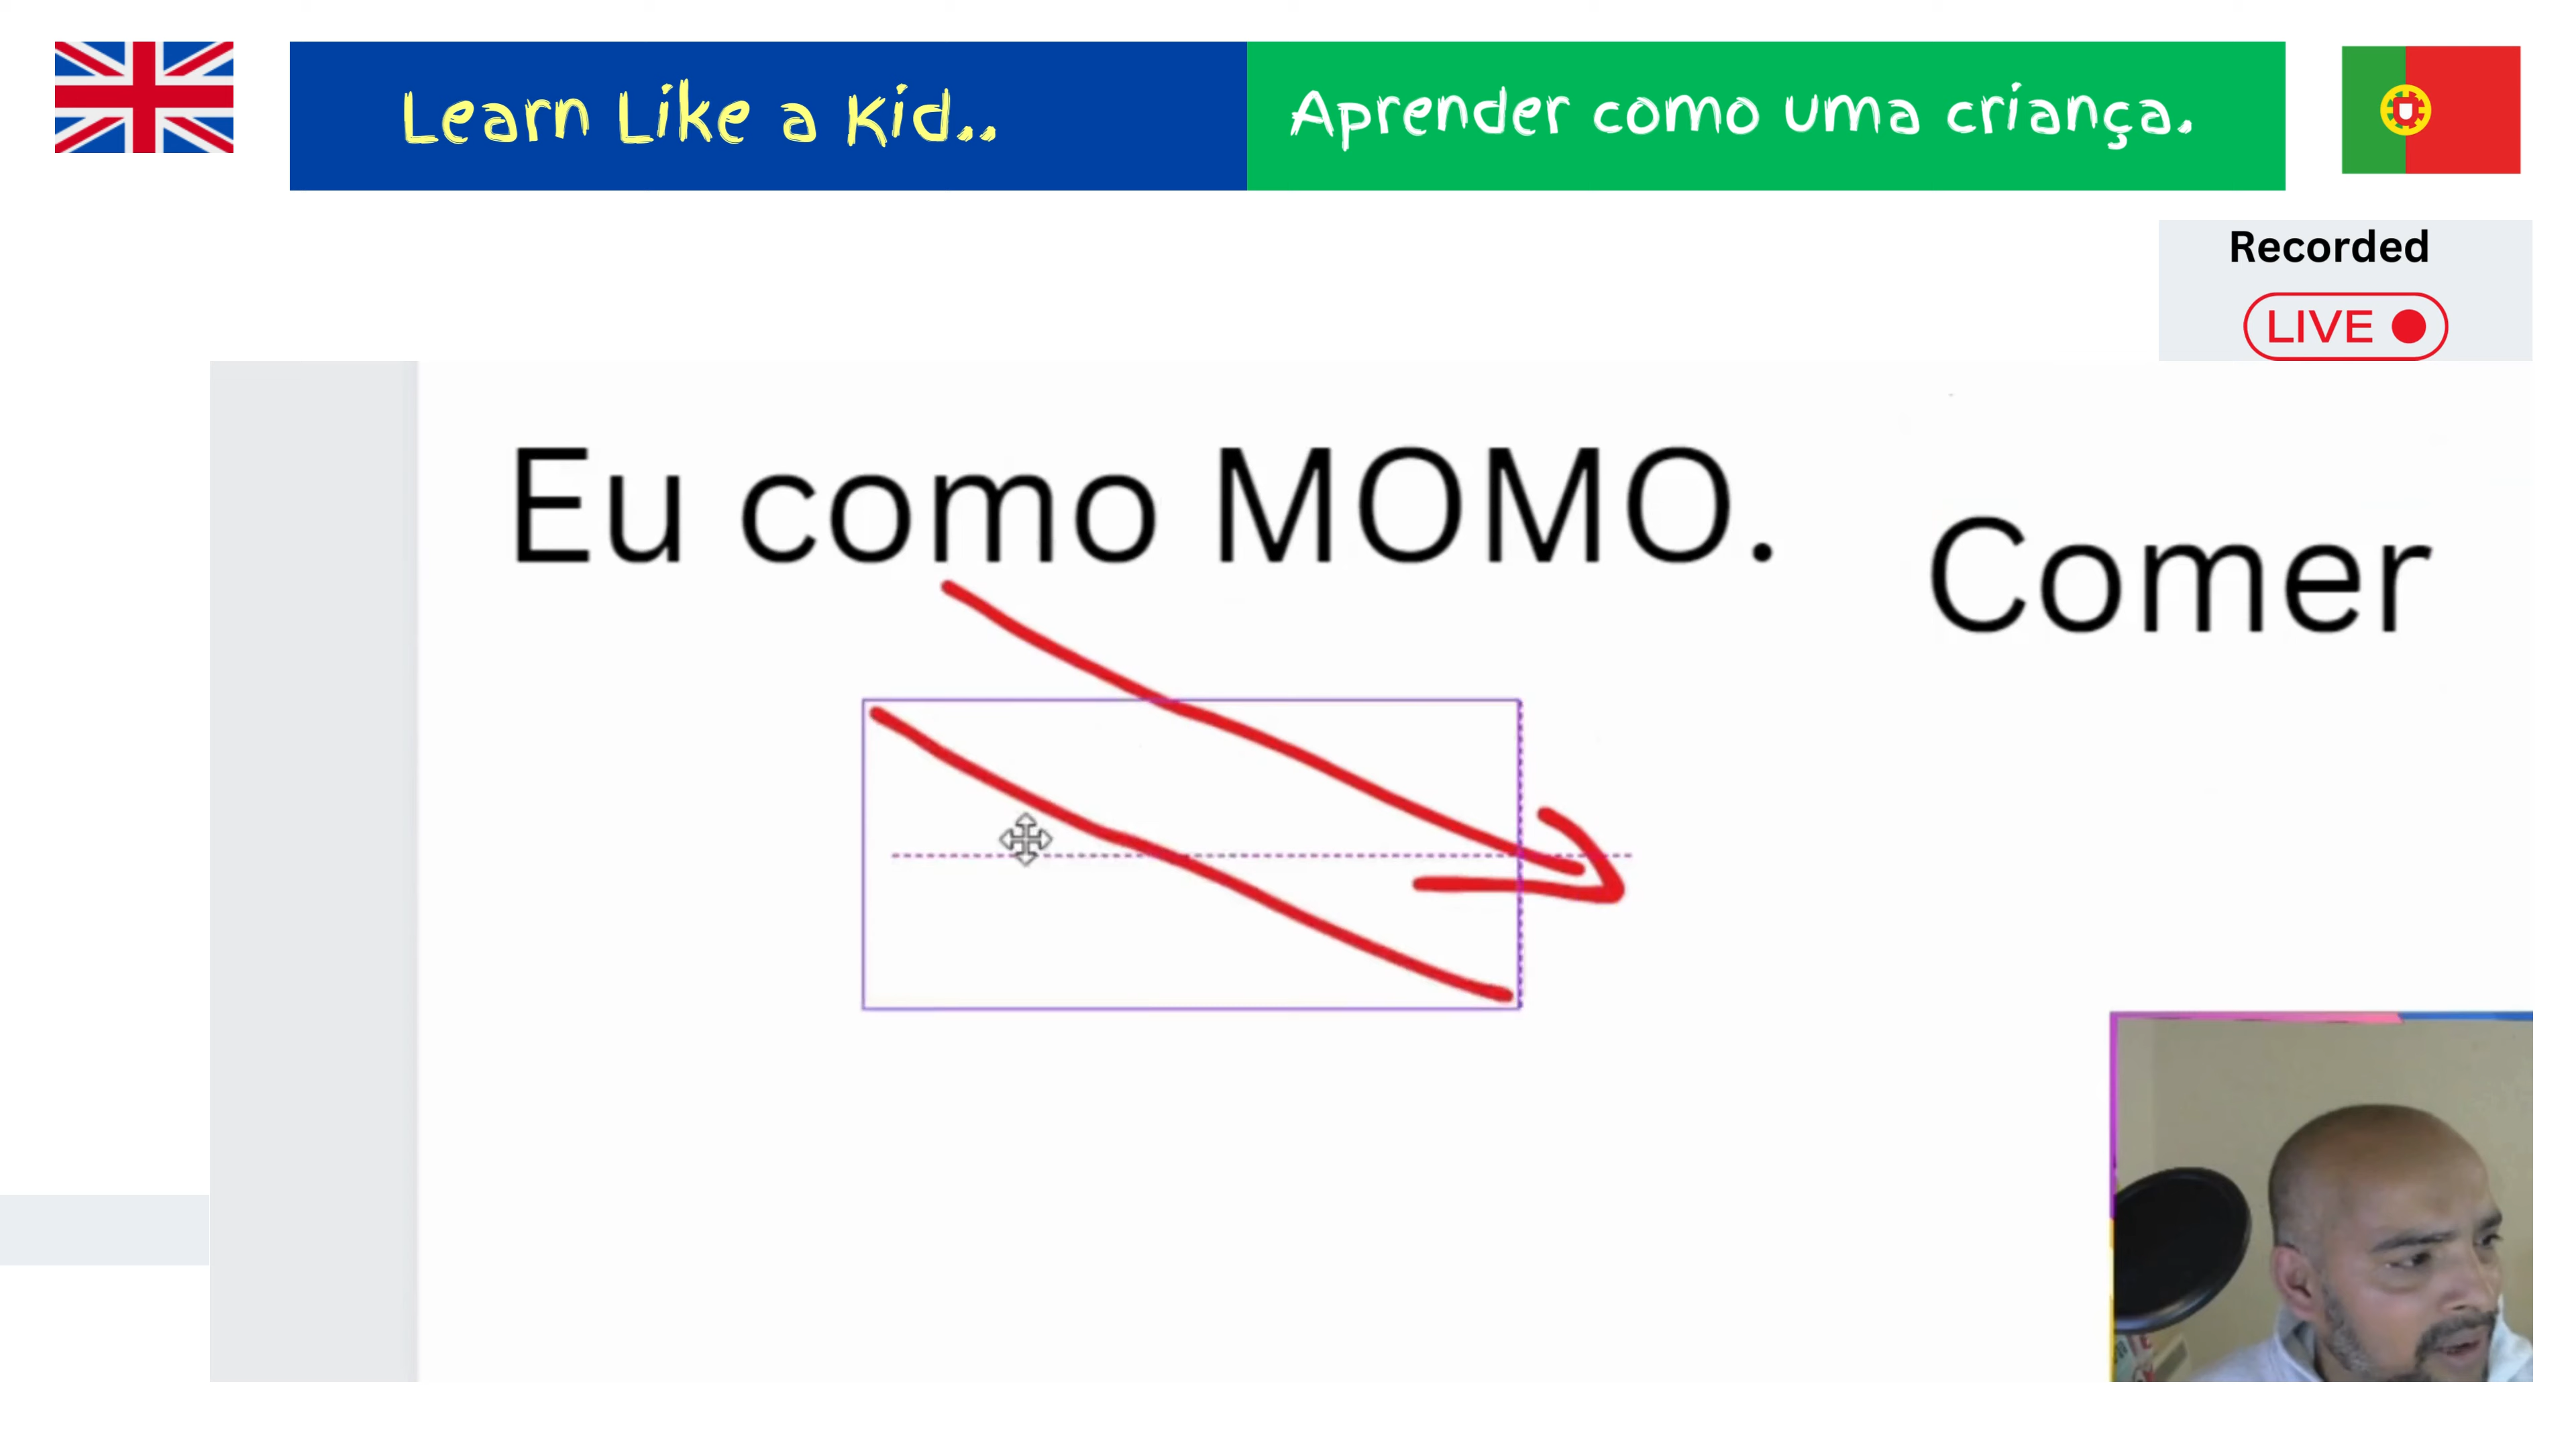 Learn Like a Kid..
Aprender como uma criança.
Recorded
LIVE
Eu como MOMO.
Comer